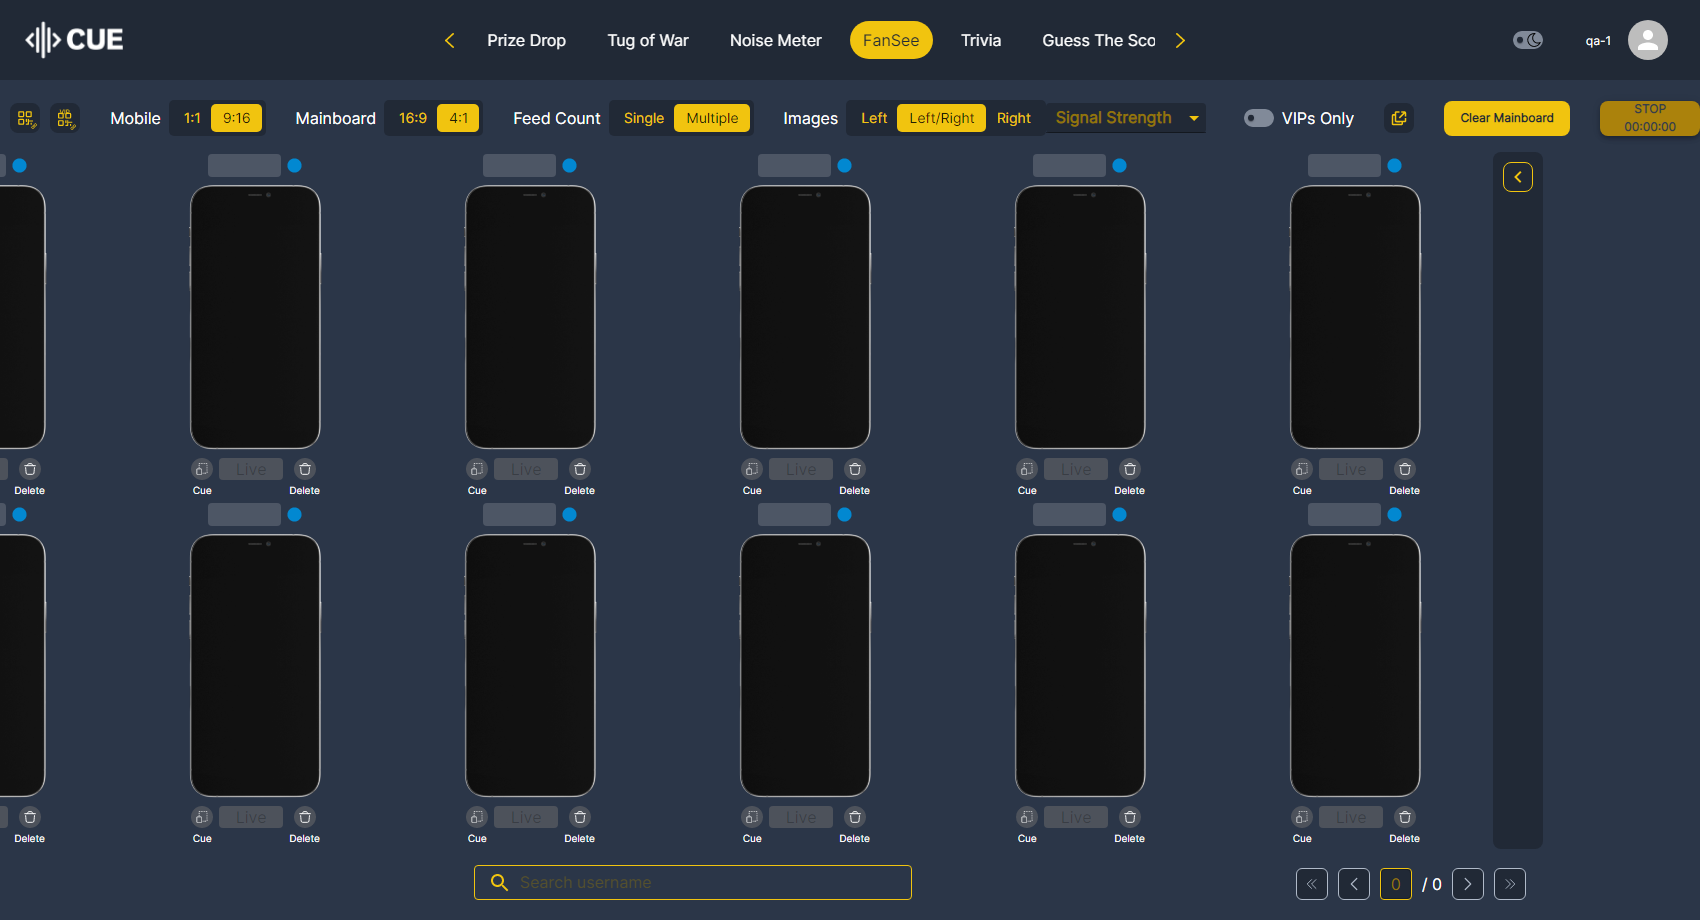 CUE
Prize Drop
Tug of War
Noise Meter
FanSee
Trivia
Guess The Sco
qa-1
Mobile 1:1 9:16
Mainboard 16:9 4:1
Feed Count Single Multiple
Images Left Left/Right Right
Signal Strength
VIPs Only
Clear Mainboard
STOP
00:00:00
Live Live Live Live Live
Delete Cue Delete Cue Delete Cue Delete Cue Delete Cue Delete
Live Live Live Live Live
Delete Cue Delete Cue Delete Cue Delete Cue Delete Cue Delete
Search username
0 / 0